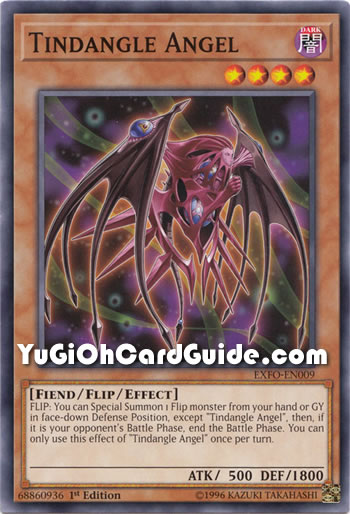 TINDANGLE ANGEL
DARK
闇
YuGiOhCardGuide.com
EXFO-EN009
[FIEND/FLIP/EFFECT]
FLIP: You can Special Summon 1 Flip monster from your hand or GY
in face-down Defense Position, except "Tindangle Angel", then, if
it is your opponent's Battle Phase, end the Battle Phase. You can
only use this effect of "Tindangle Angel" once per turn.
ATK/ 500 DEF/1800
68860936 1st Edition ©1996 KAZUKI TAKAHASHI